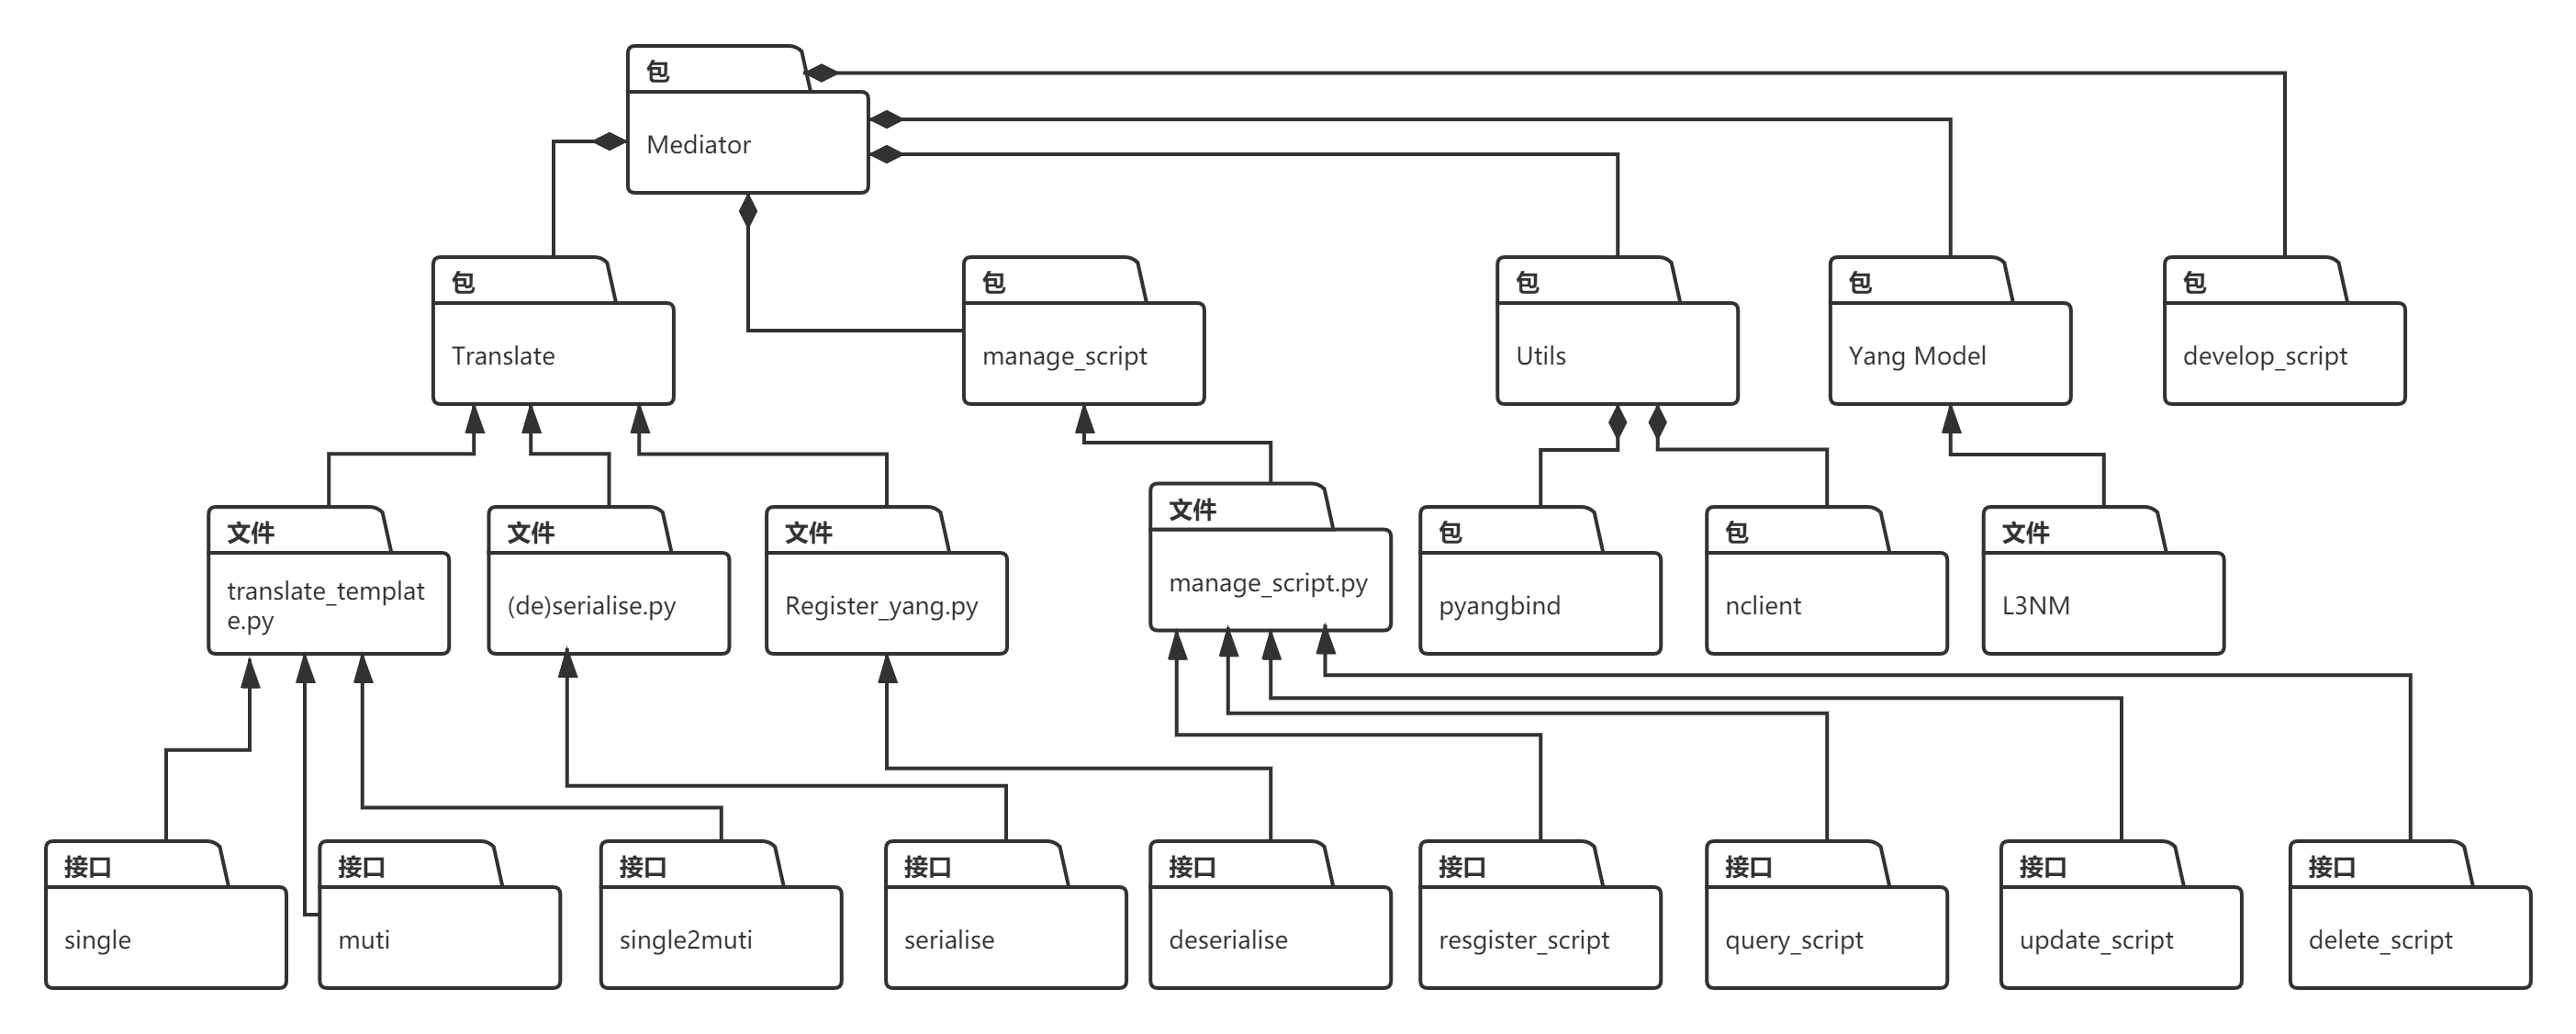 包
Mediator
包
Translate
包
manage_script
包
Utils
包
Yang Model
包
develop_script
文件
translate_templat
e.py
文件
(de)serialise.py
文件
Register_yang.py
文件
manage_script.py
包
pyangbind
包
nclient
文件
L3NM
接口
single
接口
muti
接口
single2muti
接口
serialise
接口
deserialise
接口
resgister_script
接口
query_script
接口
update_script
接口
delete_script